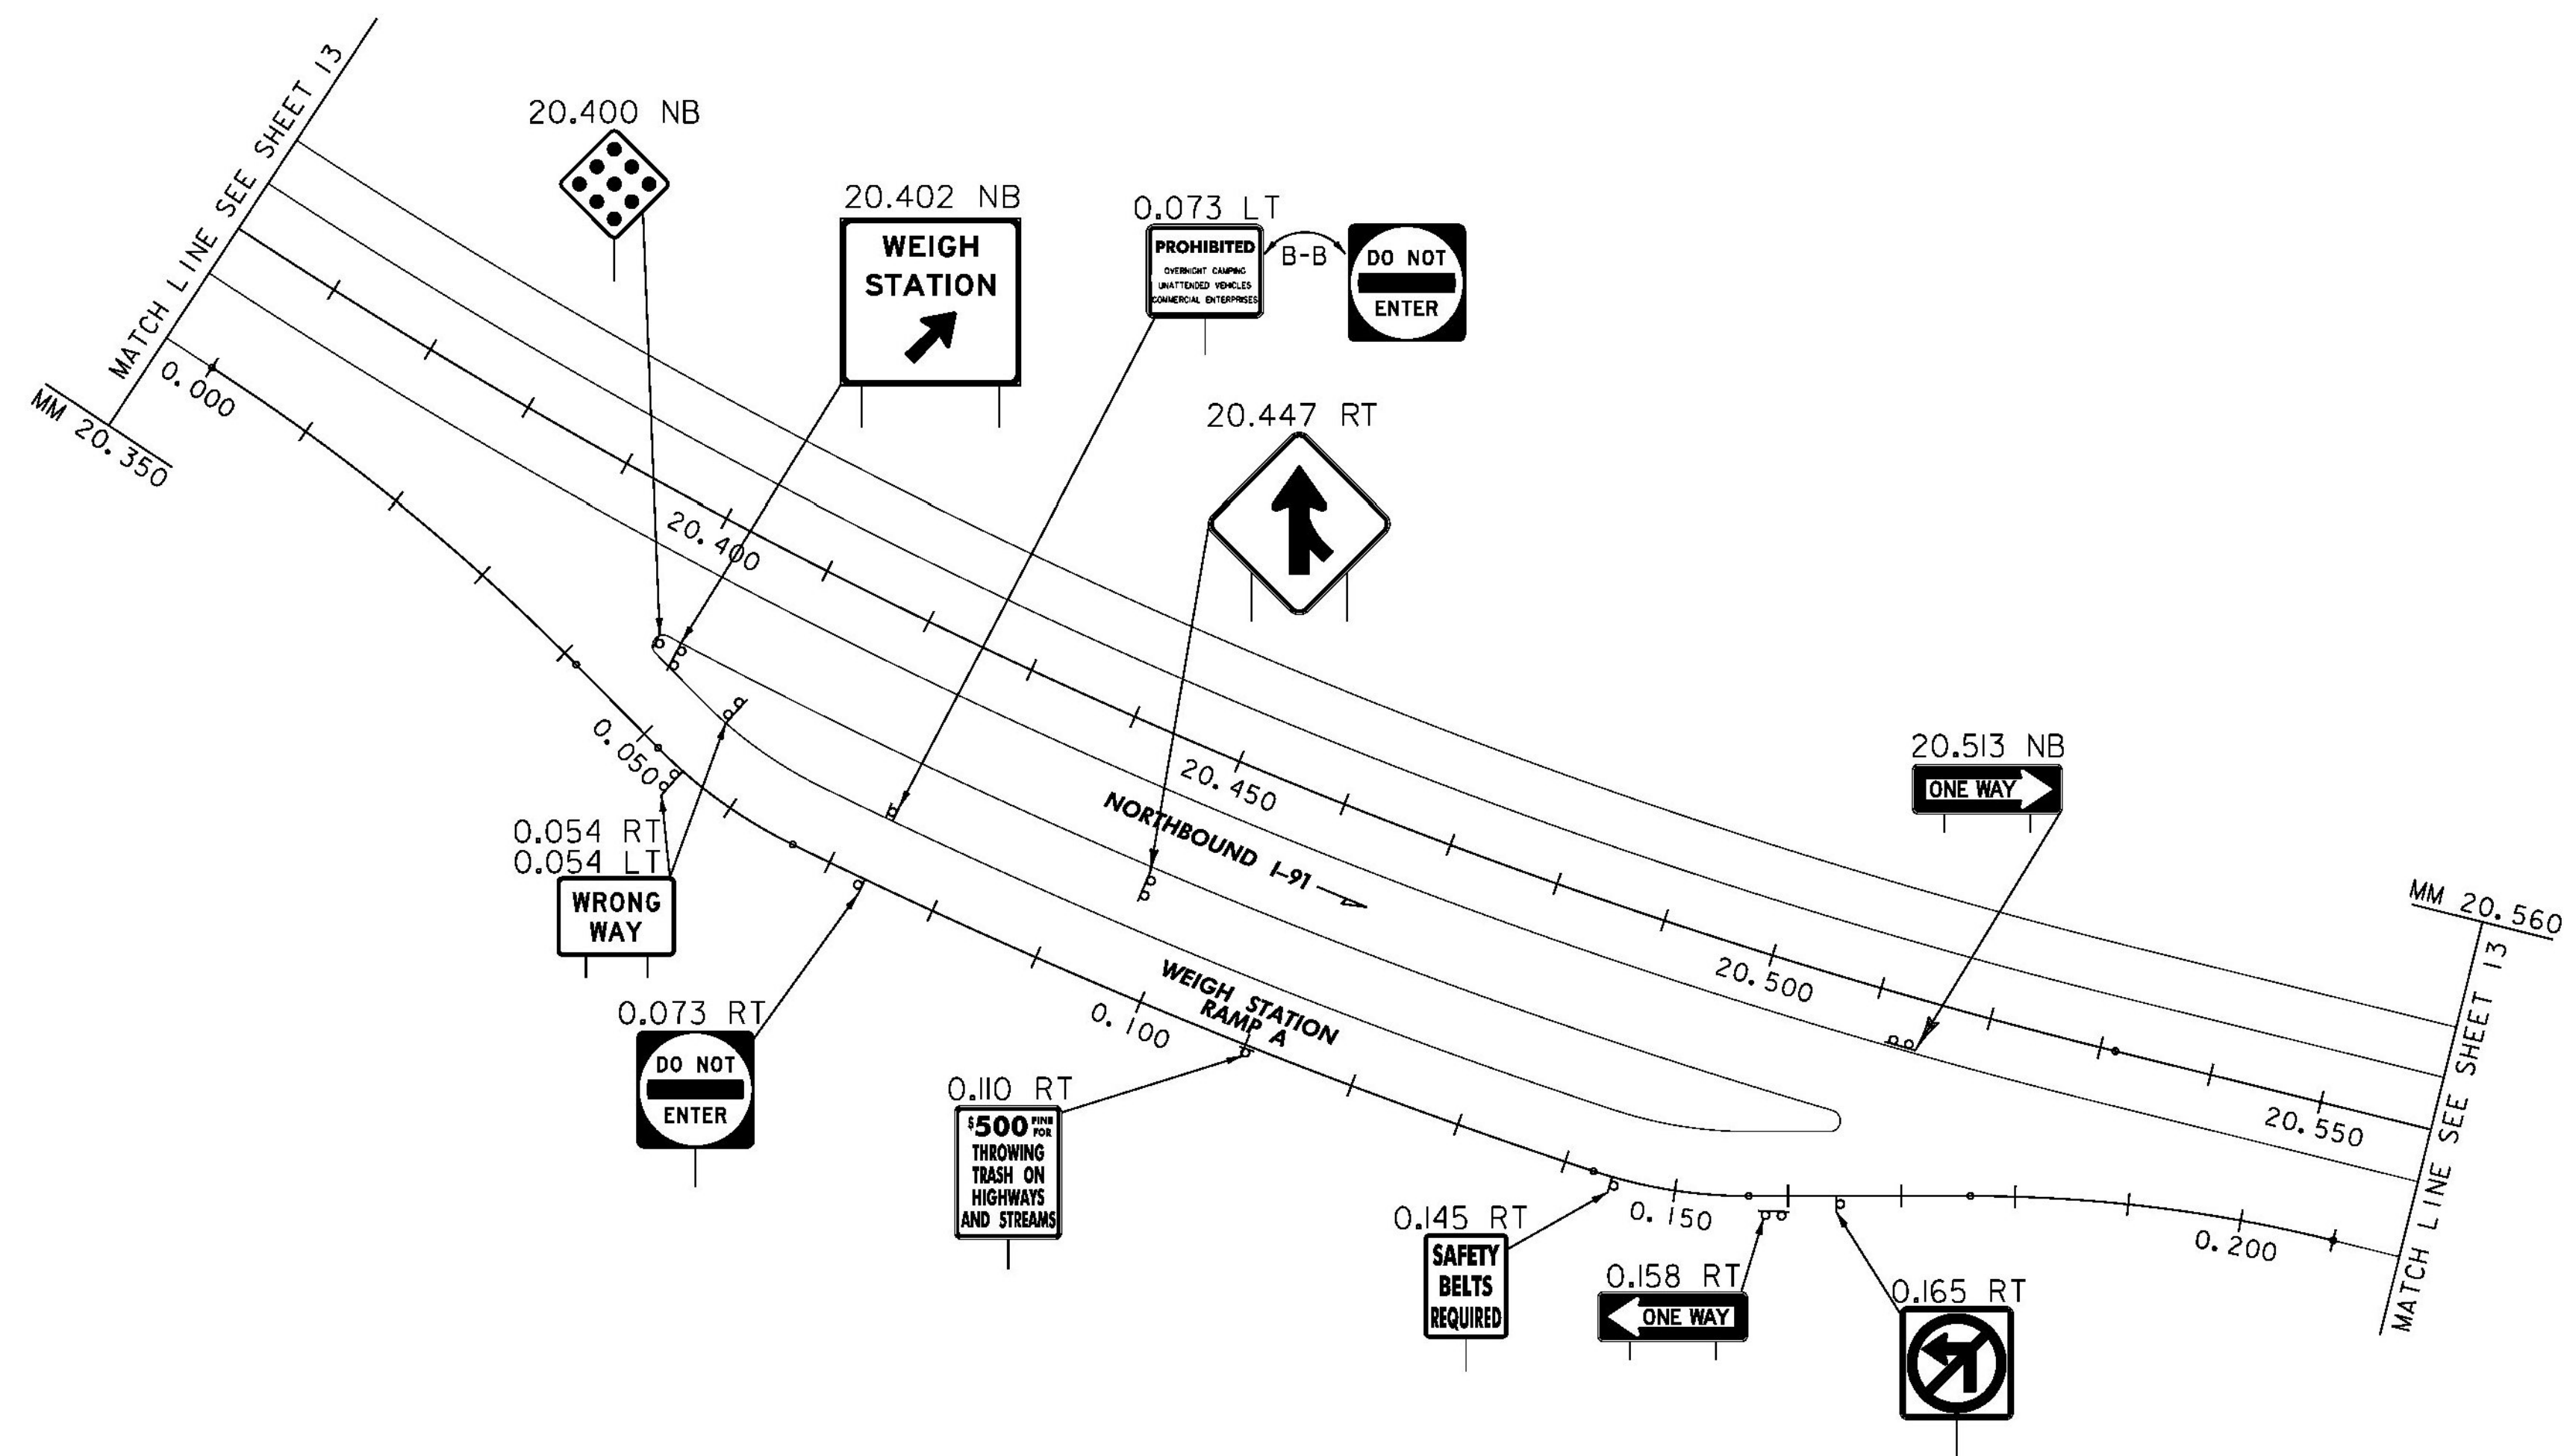 MATCH LINE SEE SHEET 13
MM 20.350
0.000
20.400 NB
20.402 NB
WEIGH
STATION
0.073 LT
PROHIBITED
OVERNIGHT CAMPING
UNATTENDED VEHICLES
COMMERCIAL ENTERPRISES
B-B
DO NOT
ENTER
20.447 RT
20.400
0.050
0.054 RT
0.054 LT
WRONG
WAY
20.450
NORTHBOUND I-91
20.513 NB
ONE WAY
MM 20.560
MATCH LINE SEE SHEET 13
20.500
20.550
0.073 RT
DO NOT
ENTER
WEIGH STATION
RAMP A
0.100
0.110 RT
$500 FINE
FOR
THROWING
TRASH ON
HIGHWAYS
AND STREAMS
0.145 RT
SAFETY
BELTS
REQUIRED
0.150
0.158 RT
ONE WAY
0.165 RT
0.200